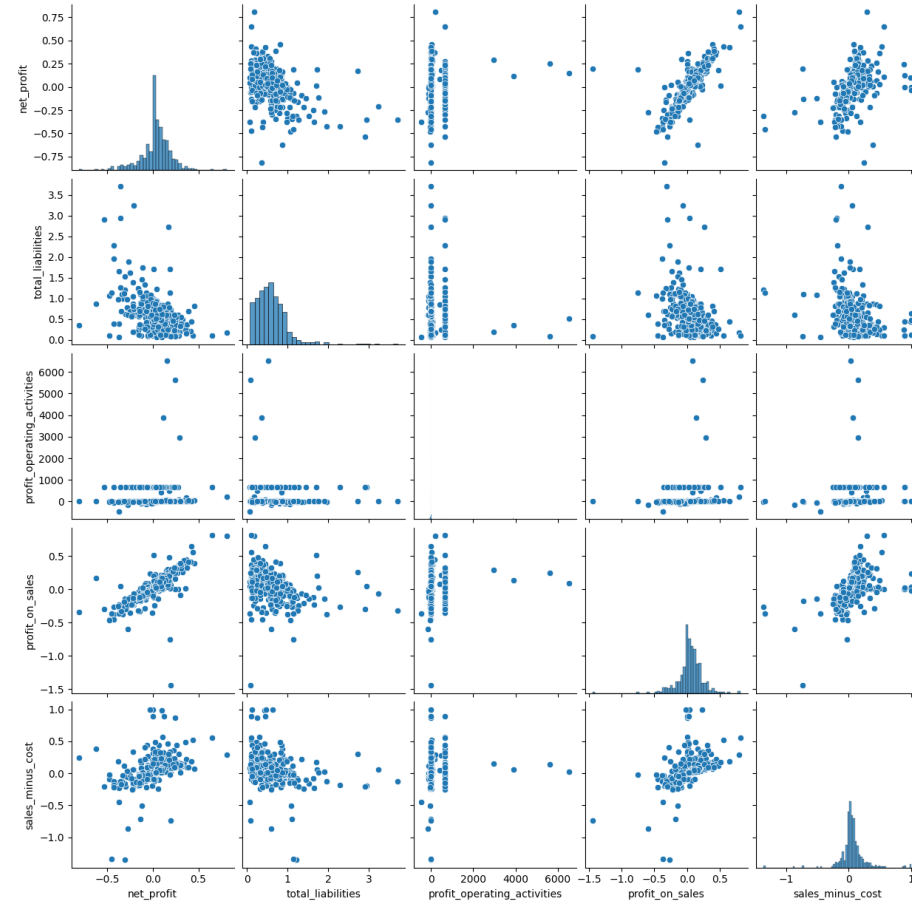 0.75
0.50
0.25
0.00
−0.25
−0.50
−0.75
net_profit
3.5
3.0
2.5
2.0
1.5
1.0
0.5
0.0
total_liabilities
6000
5000
4000
3000
2000
1000
0
profit_operating_activities
0.5
0.0
−0.5
−1.0
−1.5
profit_on_sales
1.0
0.5
0.0
−0.5
−1.0
sales_minus_cost
−0.5 0.0 0.5
net_profit
0 1 2 3
total_liabilities
0 2000 4000 6000
profit_operating_activities
−1.5 −1.0 −0.5 0.0 0.5
profit_on_sales
−1 0 1
sales_minus_cost